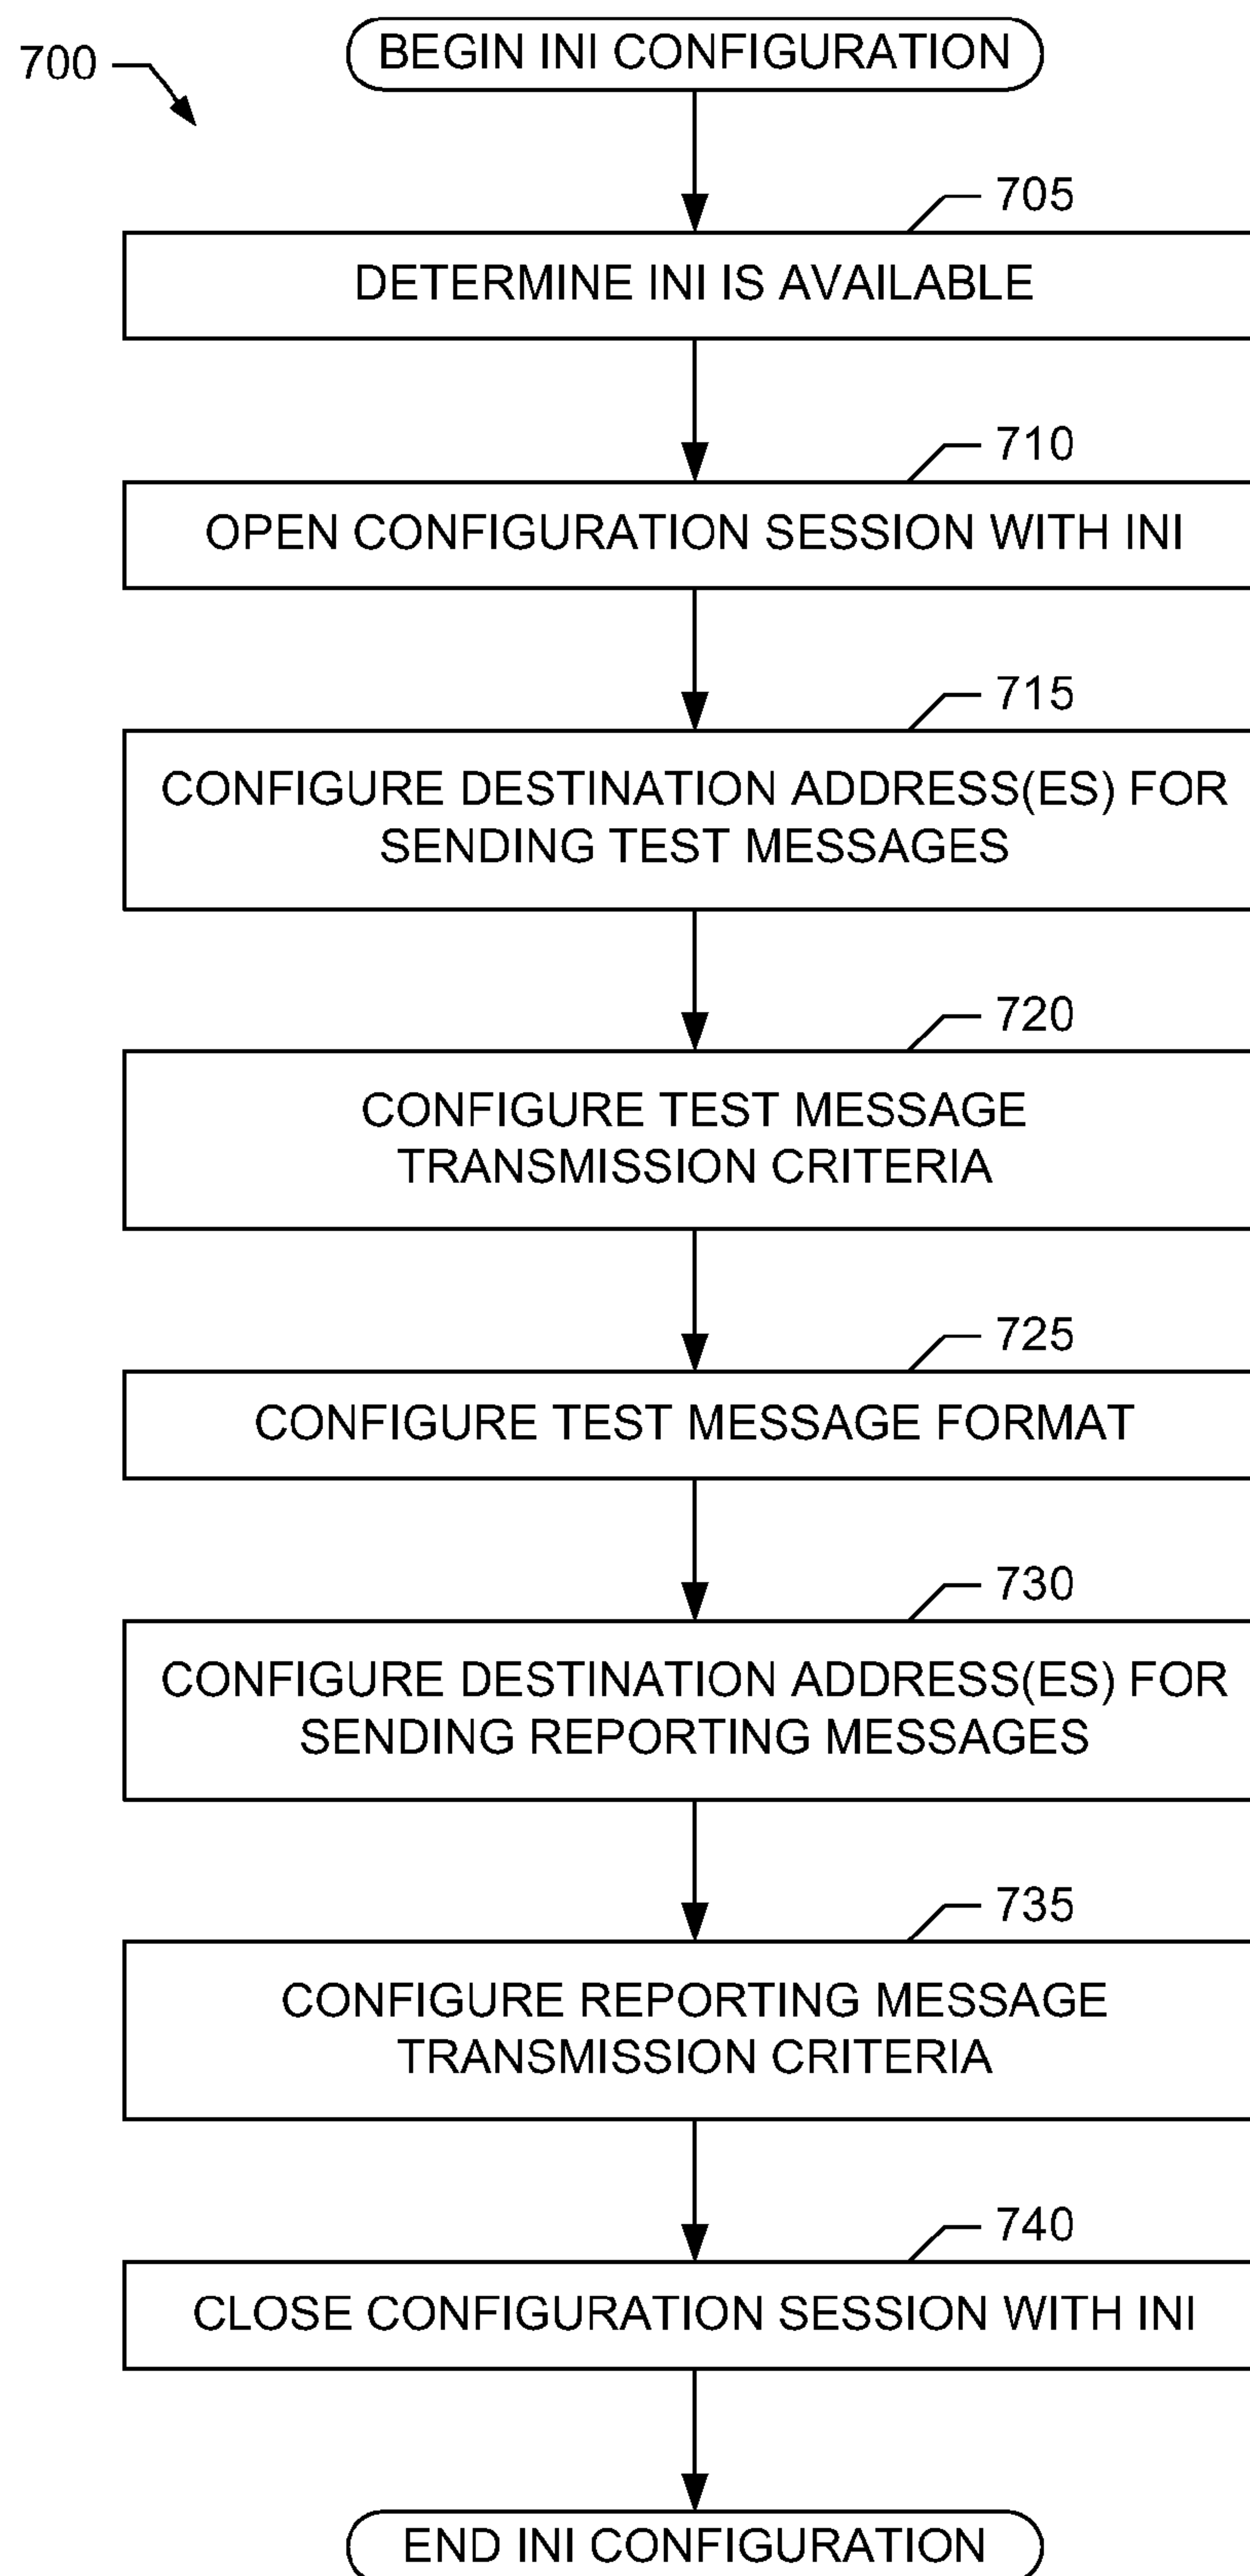 700
BEGIN INI CONFIGURATION
705
DETERMINE INI IS AVAILABLE
710
OPEN CONFIGURATION SESSION WITH INI
715
CONFIGURE DESTINATION ADDRESS(ES) FOR
SENDING TEST MESSAGES
720
CONFIGURE TEST MESSAGE
TRANSMISSION CRITERIA
725
CONFIGURE TEST MESSAGE FORMAT
730
CONFIGURE DESTINATION ADDRESS(ES) FOR
SENDING REPORTING MESSAGES
735
CONFIGURE REPORTING MESSAGE
TRANSMISSION CRITERIA
740
CLOSE CONFIGURATION SESSION WITH INI
END INI CONFIGURATION